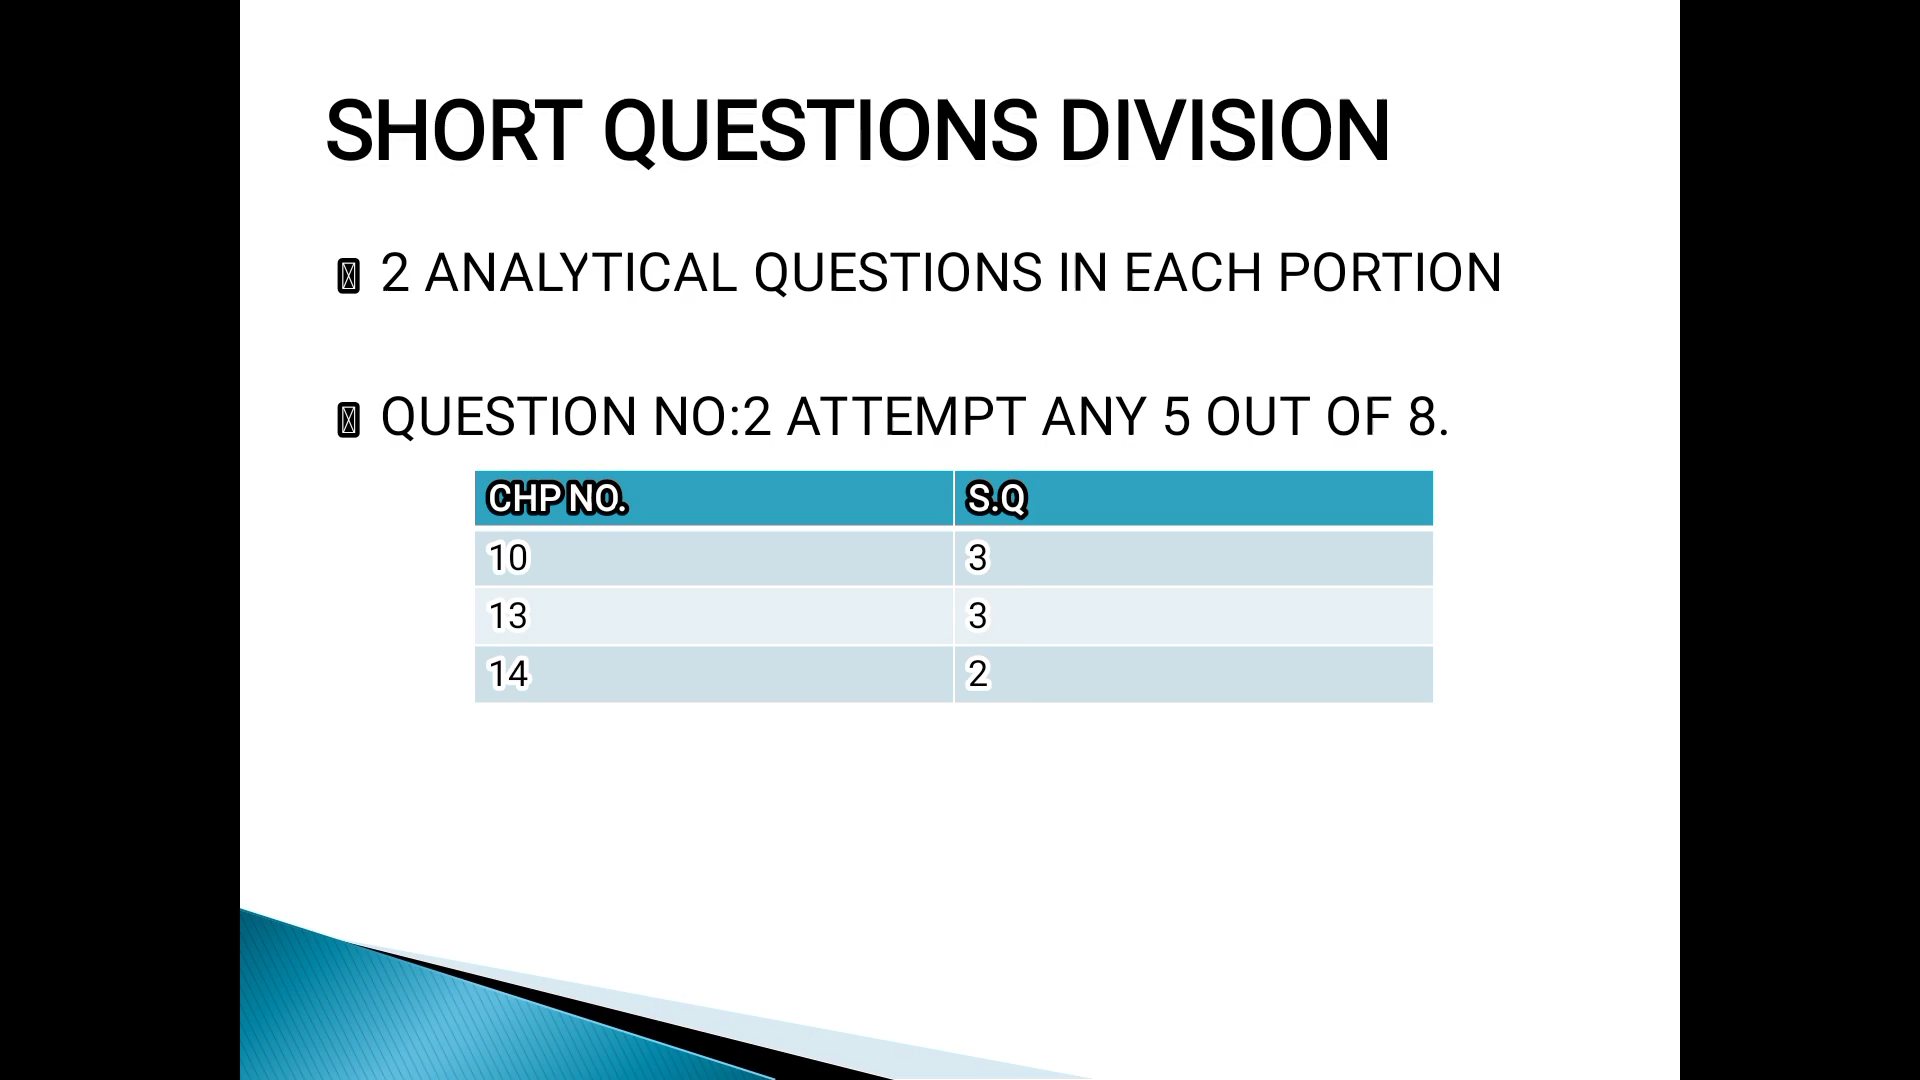 SHORT QUESTIONS DIVISION
2 ANALYTICAL QUESTIONS IN EACH PORTION
QUESTION NO:2 ATTEMPT ANY 5 OUT OF 8.
CHP NO. S.Q
10 3
13 3
14 2